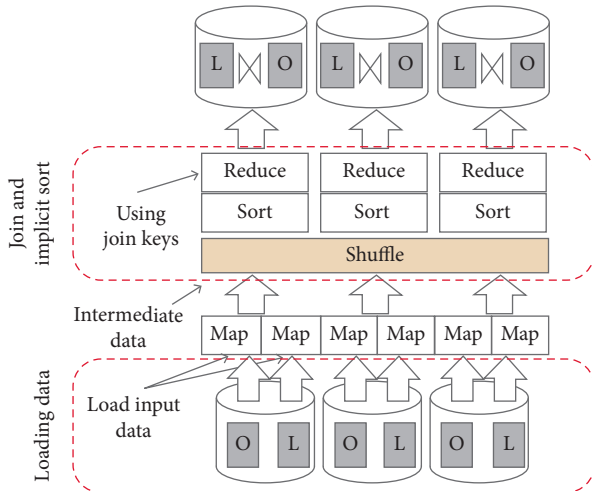 L O L O L O
Reduce Reduce Reduce
Sort Sort Sort
Using
join keys
Join and
implicit sort
Shuffle
Intermediate
data
Map Map Map Map Map Map
Load input
data
Loading data
O L O L O L